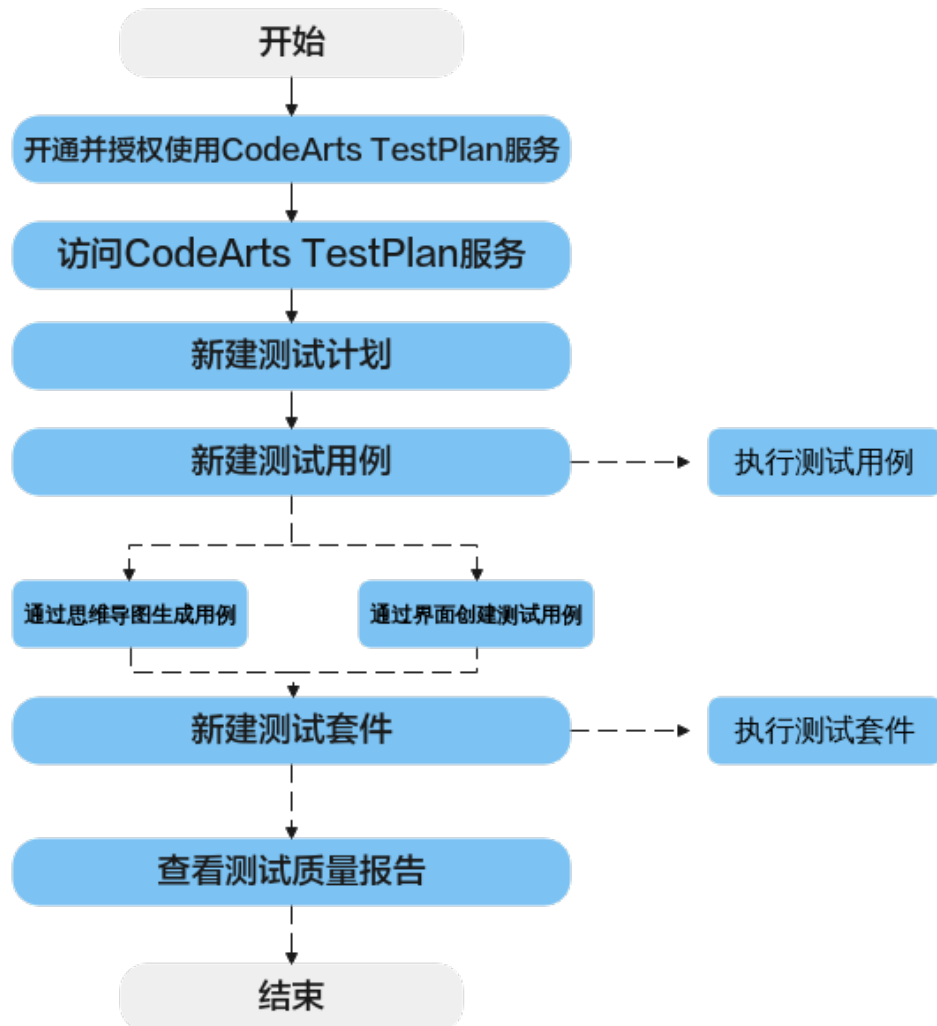 开始
开通并授权使用CodeArts TestPlan服务
访问CodeArts TestPlan服务
新建测试计划
新建测试用例
执行测试用例
通过思维导图生成用例
通过界面创建测试用例
新建测试套件
执行测试套件
查看测试质量报告
结束